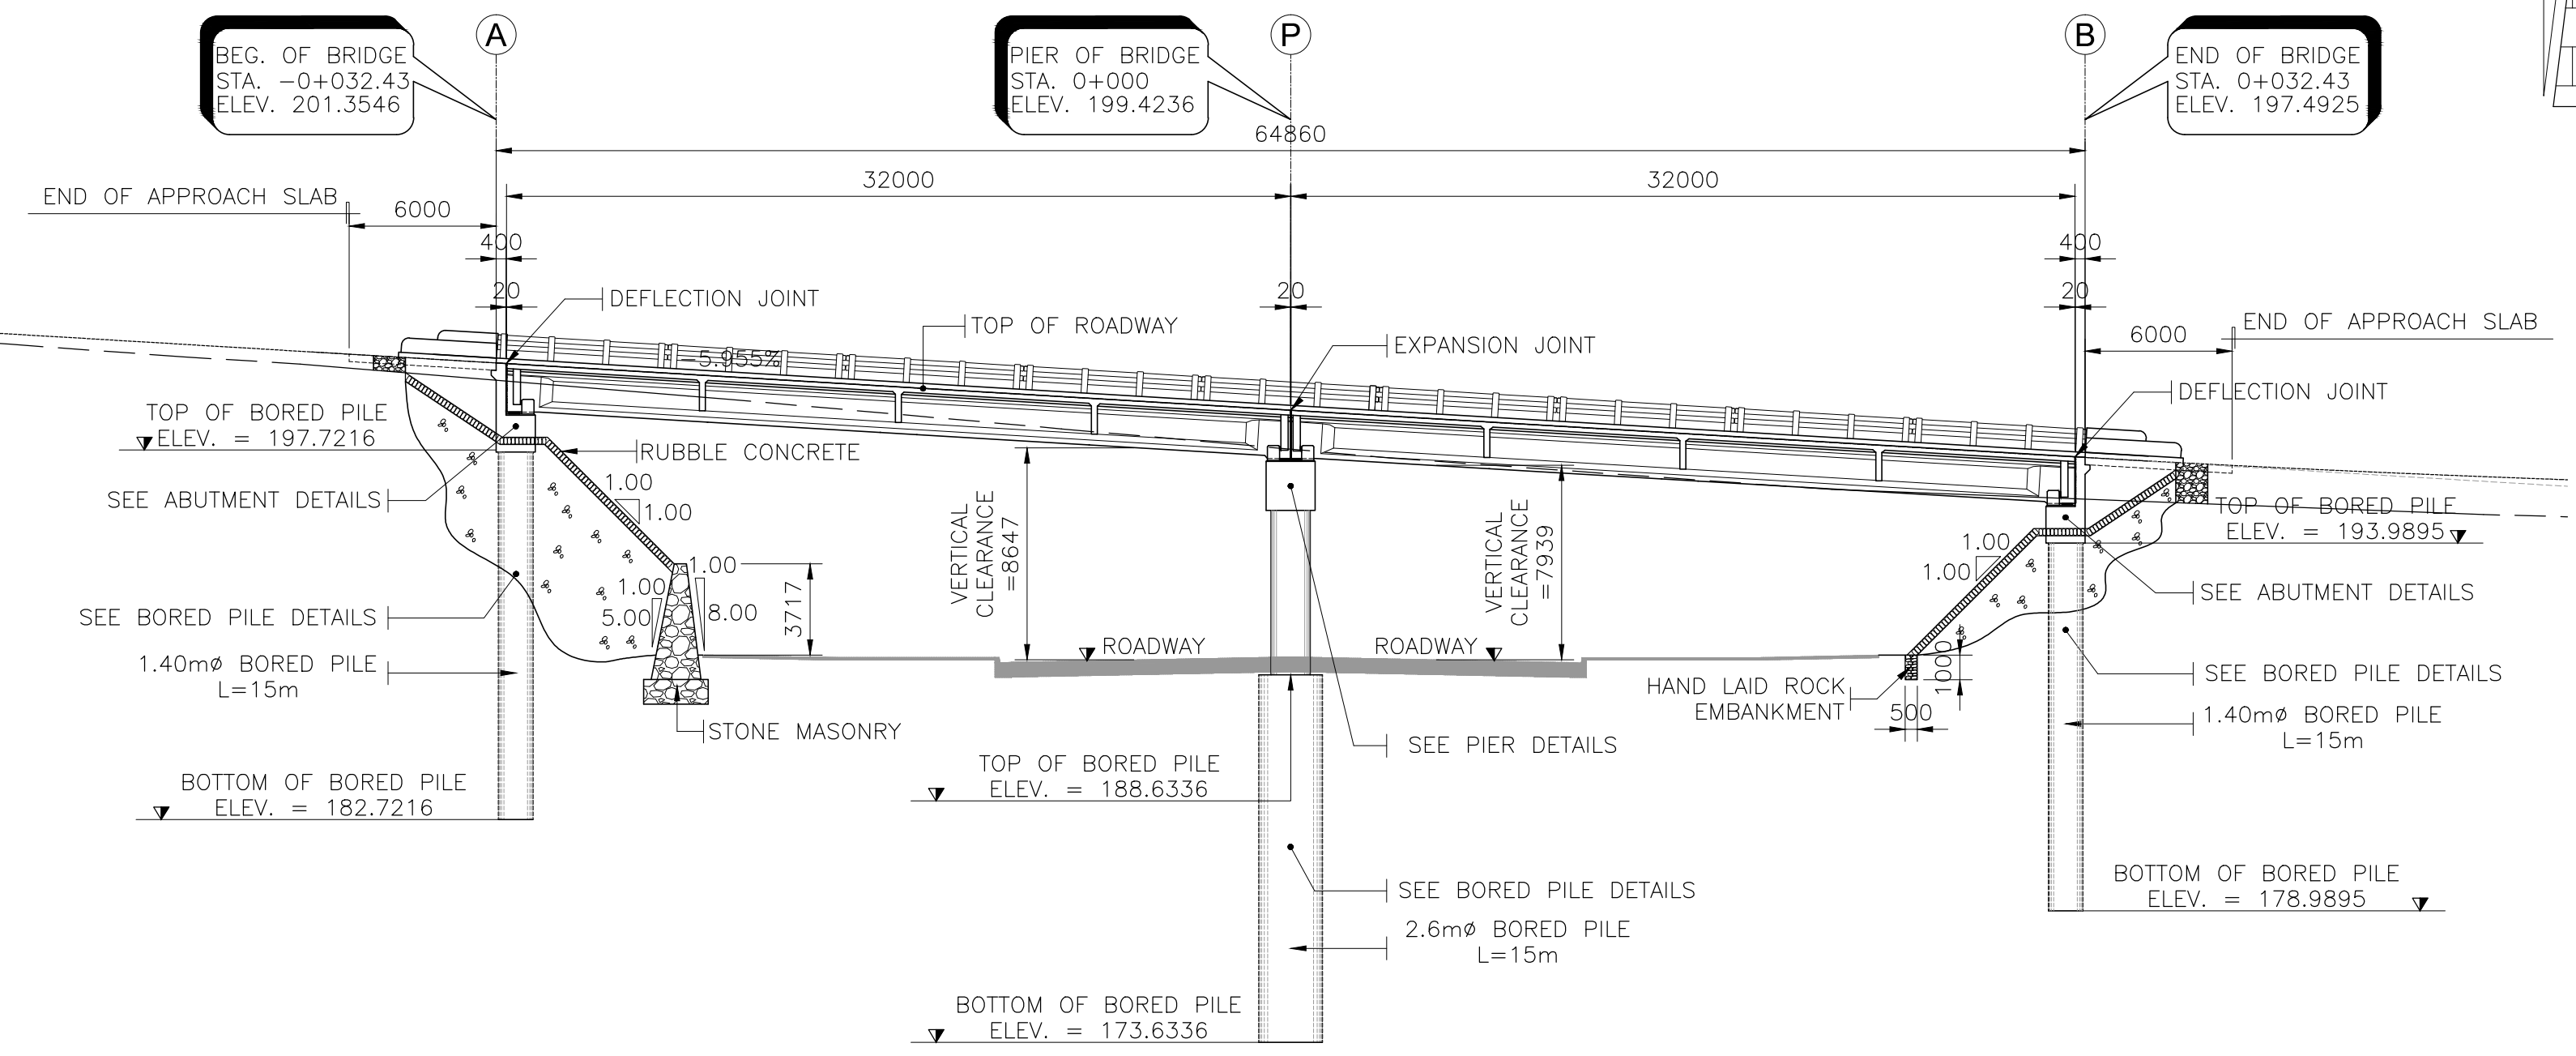 A
P
B
BEG. OF BRIDGE
STA. -0+032.43
ELEV. 201.3546
PIER OF BRIDGE
STA. 0+000
ELEV. 199.4236
END OF BRIDGE
STA. 0+032.43
ELEV. 197.4925
64860
32000
32000
END OF APPROACH SLAB
6000
400
400
20
20
20
DEFLECTION JOINT
TOP OF ROADWAY
EXPANSION JOINT
END OF APPROACH SLAB
6000
-5.955%
DEFLECTION JOINT
TOP OF BORED PILE
ELEV. = 197.7216
RUBBLE CONCRETE
SEE ABUTMENT DETAILS
1.00
1.00
VERTICAL
CLEARANCE
=8647
VERTICAL
CLEARANCE
=7939
TOP OF BORED PILE
ELEV. = 193.9895
1.00
1.00
1.00
1.00
5.00
8.00
3717
SEE ABUTMENT DETAILS
SEE BORED PILE DETAILS
ROADWAY
ROADWAY
1.40mø BORED PILE
L=15m
1000
SEE BORED PILE DETAILS
HAND LAID ROCK
EMBANKMENT
500
1.40mø BORED PILE
L=15m
STONE MASONRY
SEE PIER DETAILS
BOTTOM OF BORED PILE
ELEV. = 182.7216
TOP OF BORED PILE
ELEV. = 188.6336
SEE BORED PILE DETAILS
2.6mø BORED PILE
L=15m
BOTTOM OF BORED PILE
ELEV. = 178.9895
BOTTOM OF BORED PILE
ELEV. = 173.6336